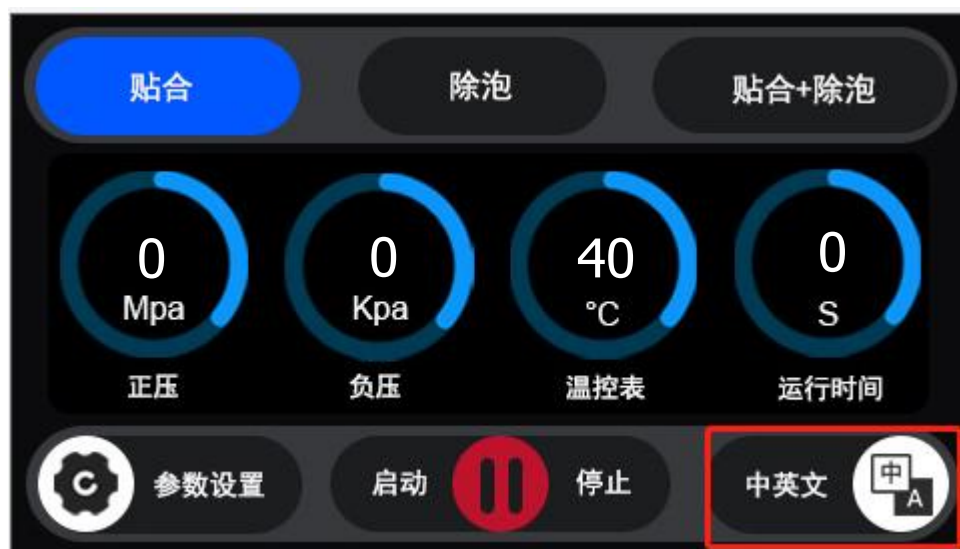 贴合 除泡 贴合+除泡
0 0 40 0
Mpa Kpa °C S
正压 负压 温控表 运行时间
参数设置 启动 停止 中英文 中 A